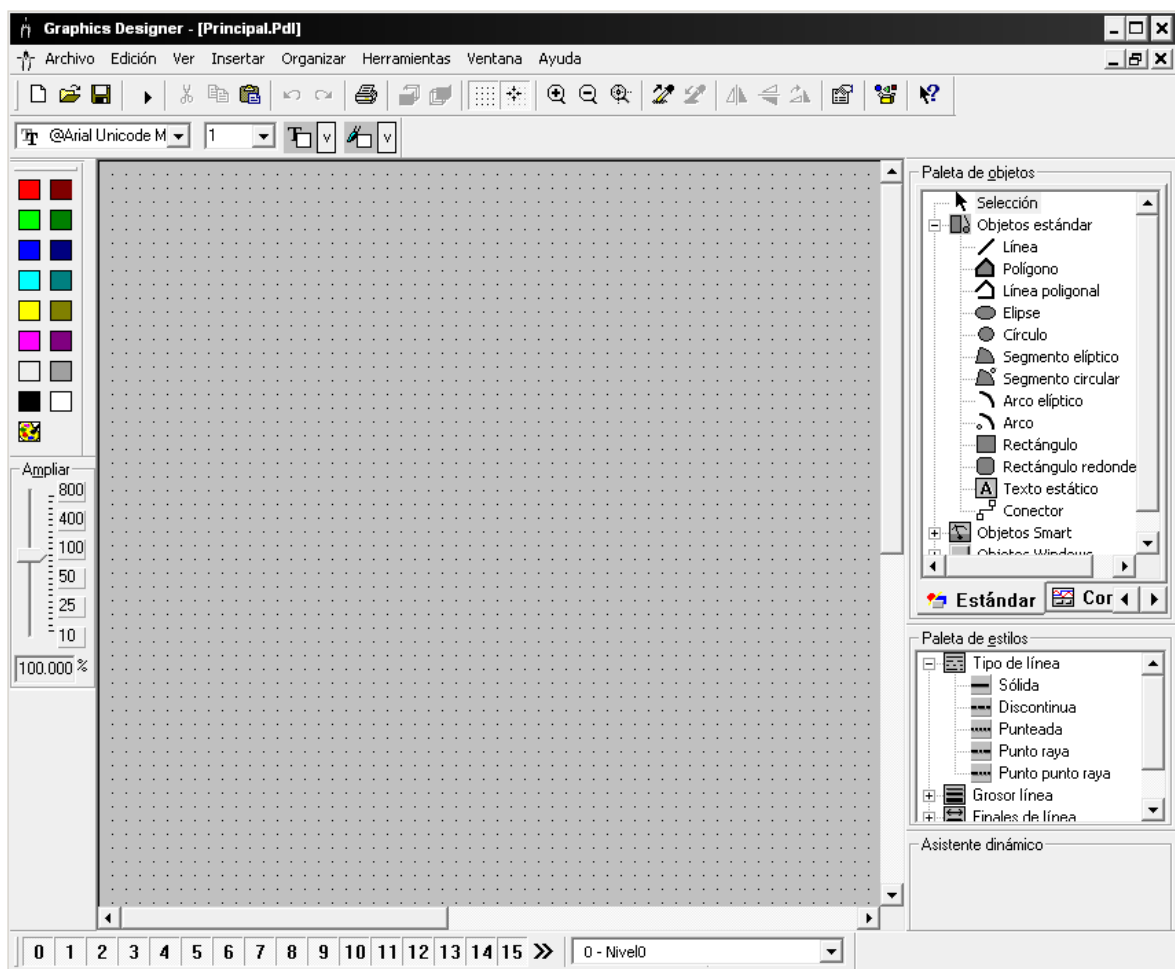 Graphics Designer - [Principal.Pdl]
Archivo Edición Ver Insertar Organizar Herramientas Ventana Ayuda
@Arial Unicode M 1
Paleta de objetos
Selección
Objetos estándar
Línea
Polígono
Línea poligonal
Elipse
Círculo
Segmento elíptico
Segmento circular
Arco elíptico
Arco
Rectángulo
Rectángulo redonde
A Texto estático
Conector
Objetos Smart
Objetos Windows
Estándar Cor
Ampliar
800
400
100
50
25
10
100.000 %
Paleta de estilos
Tipo de línea
Sólida
Discontinua
Punteada
Punto raya
Punto punto raya
Grosor línea
Finales de línea
Asistente dinámico
0 1 2 3 4 5 6 7 8 9 10 11 12 13 14 15 0 - Nivel0